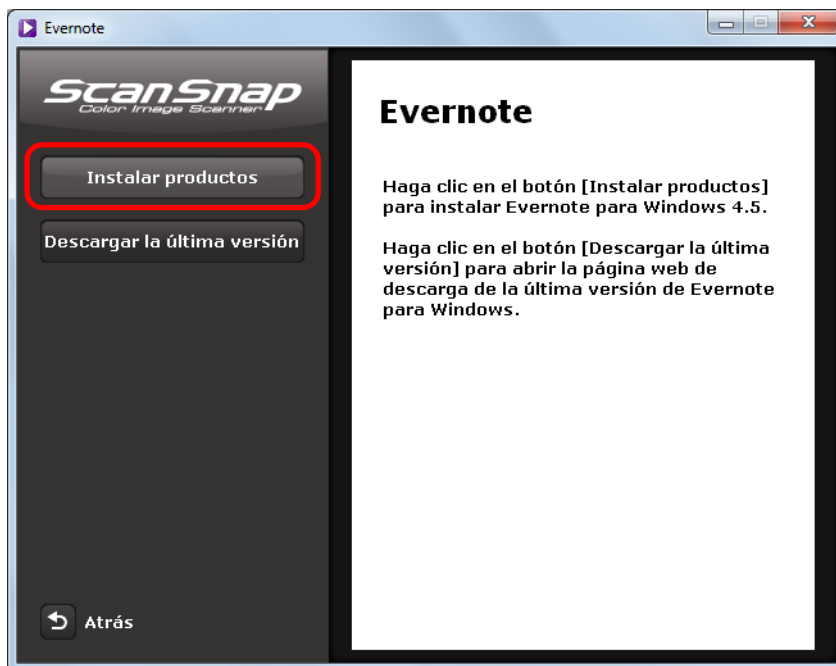 Evernote
ScanSnap
Color Image Scanner
Instalar productos
Descargar la última versión
Atrás
Evernote
Haga clic en el botón [Instalar productos]
para instalar Evernote para Windows 4.5.
Haga clic en el botón [Descargar la última
versión] para abrir la página web de
descarga de la última versión de Evernote
para Windows.